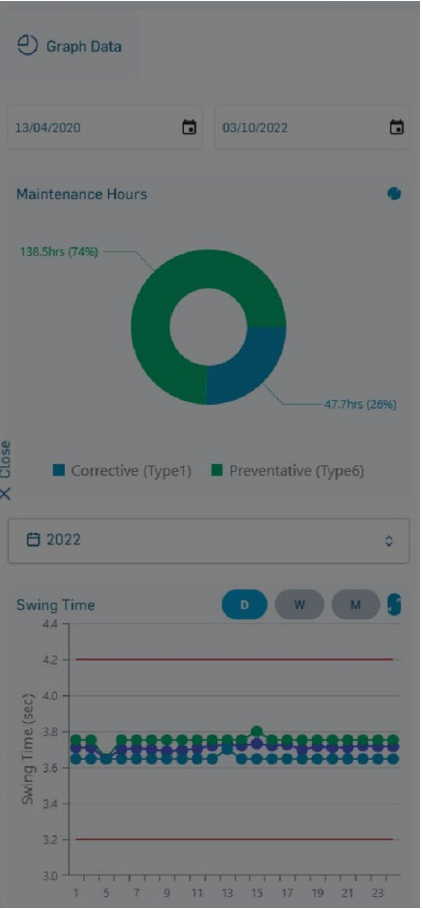 Graph Data
13/04/2020
03/10/2022
Maintenance Hours
138.5hrs (74%)
47.7hrs (26%)
Close
Corrective (Type1)
Preventative (Type6)
2022
Swing Time
D
W
M
Swing Time (sec)
4.4
4.2
4.0
3.8
3.6
3.4
3.2
3.0
1 5 7 9 11 13 15 17 19 21 23